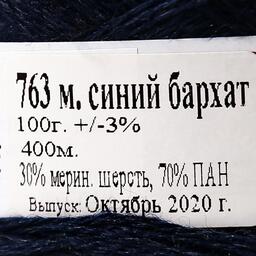 763 м. синий бархат
100г. +/-3%
400м.
30% мерин. шерсть, 70% ПАН
Выпуск: Октябрь 2020 г.